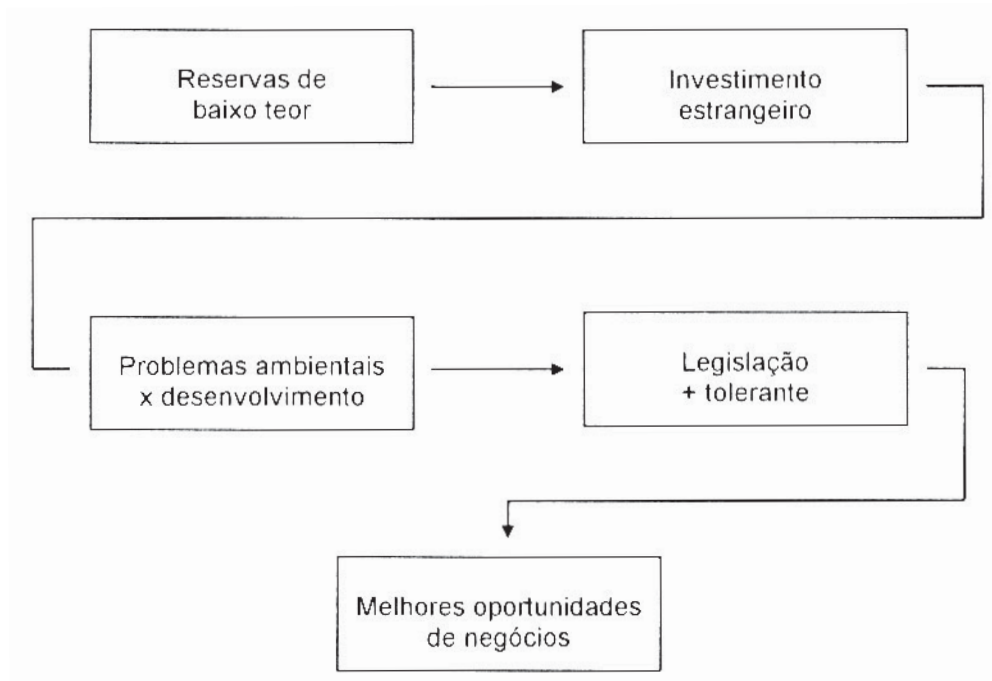 Reservas de
baixo teor
Investimento
estrangeiro
Problemas ambientais
x desenvolvimento
Legislação
+ tolerante
Melhores oportunidades
de negócios